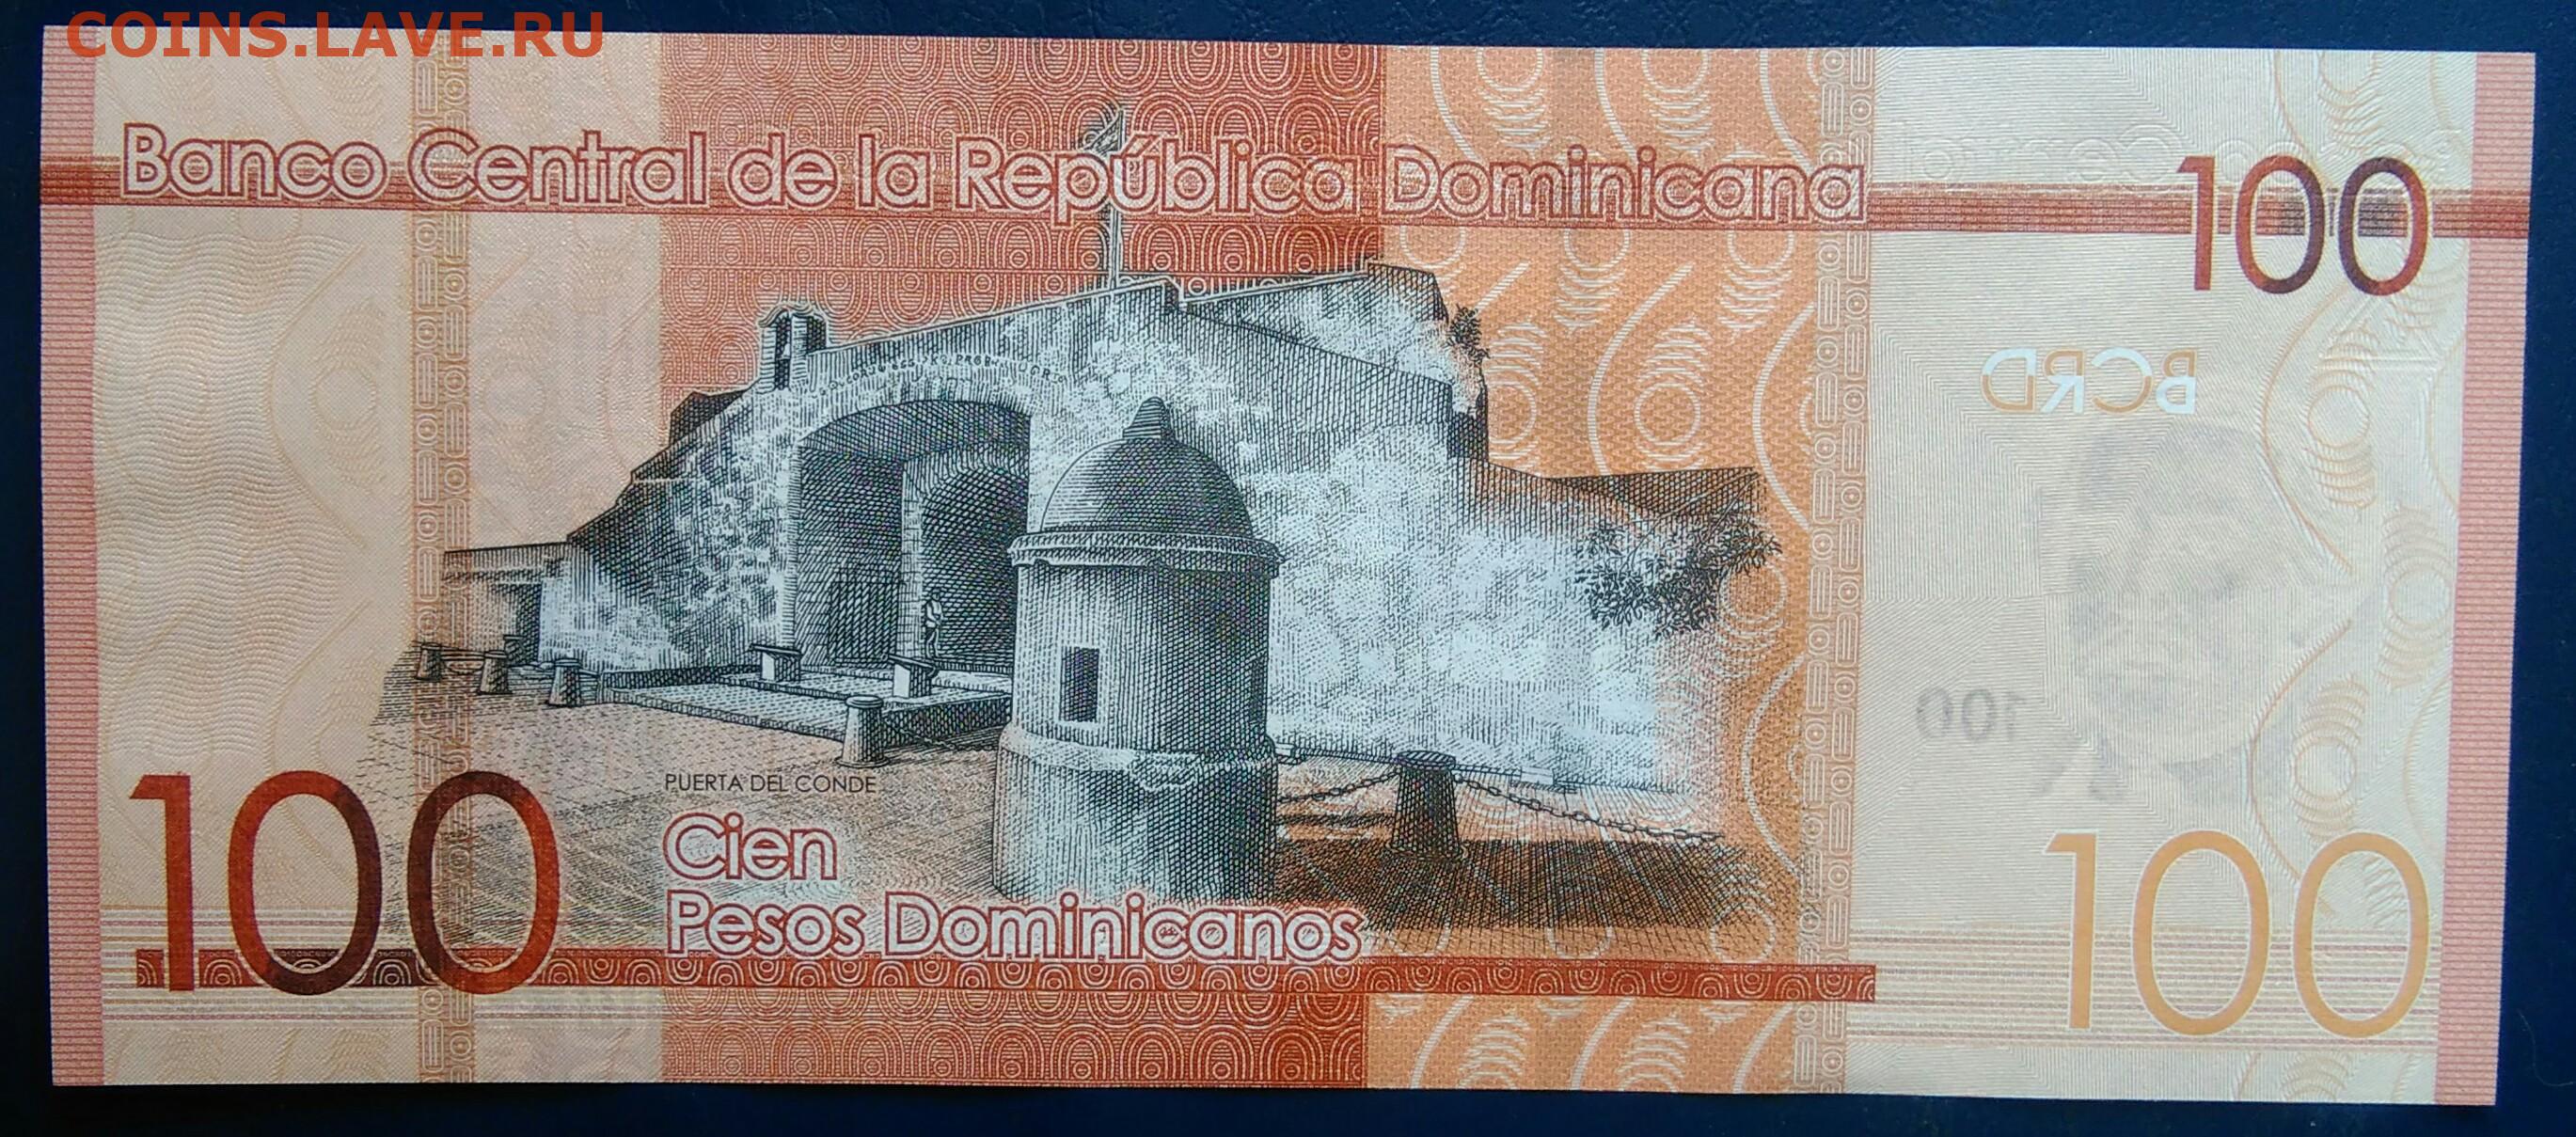 COINS.LAVE.RU
Banco Central de la República Dominicana
100
BCRD
100
PUERTA DEL CONDE
Cien
Pesos Dominicanos
100
100